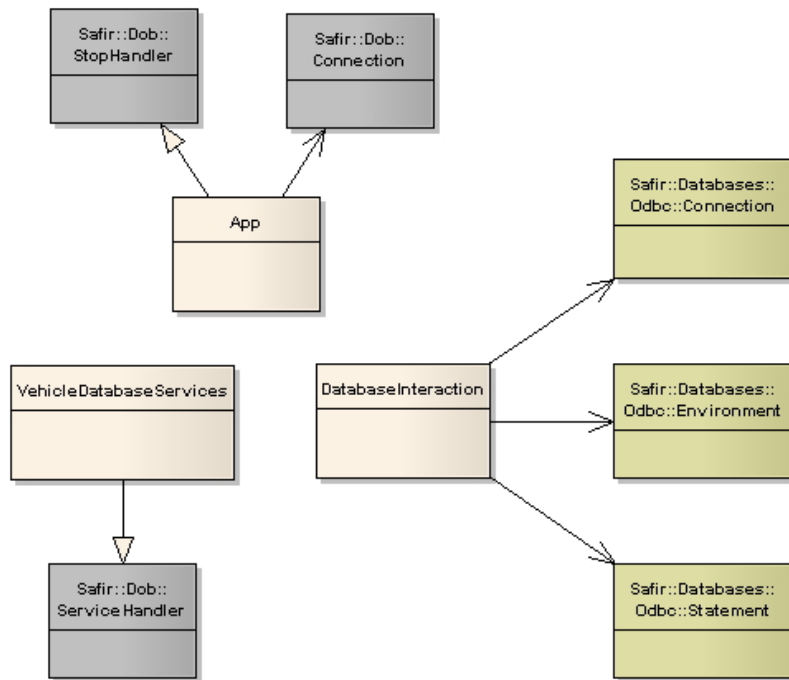 Safir::Dob::
StopHandler
Safir::Dob::
Connection
App
Safir::Databases::
Odbc::Connection
VehicleDatabaseServices
DatabaseInteraction
Safir::Databases::
Odbc::Environment
Safir::Dob::
ServiceHandler
Safir::Databases::
Odbc::Statement